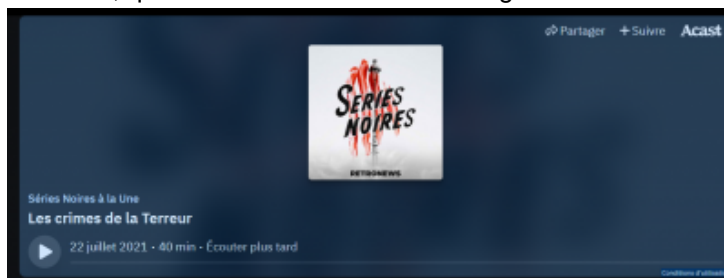 Partager + Suivre Acast
SERIES
NOIRES
RETRONEWS
Séries Noires à la Une
Les crimes de la Terreur
22 juillet 2021 - 40 min - Écouter plus tard